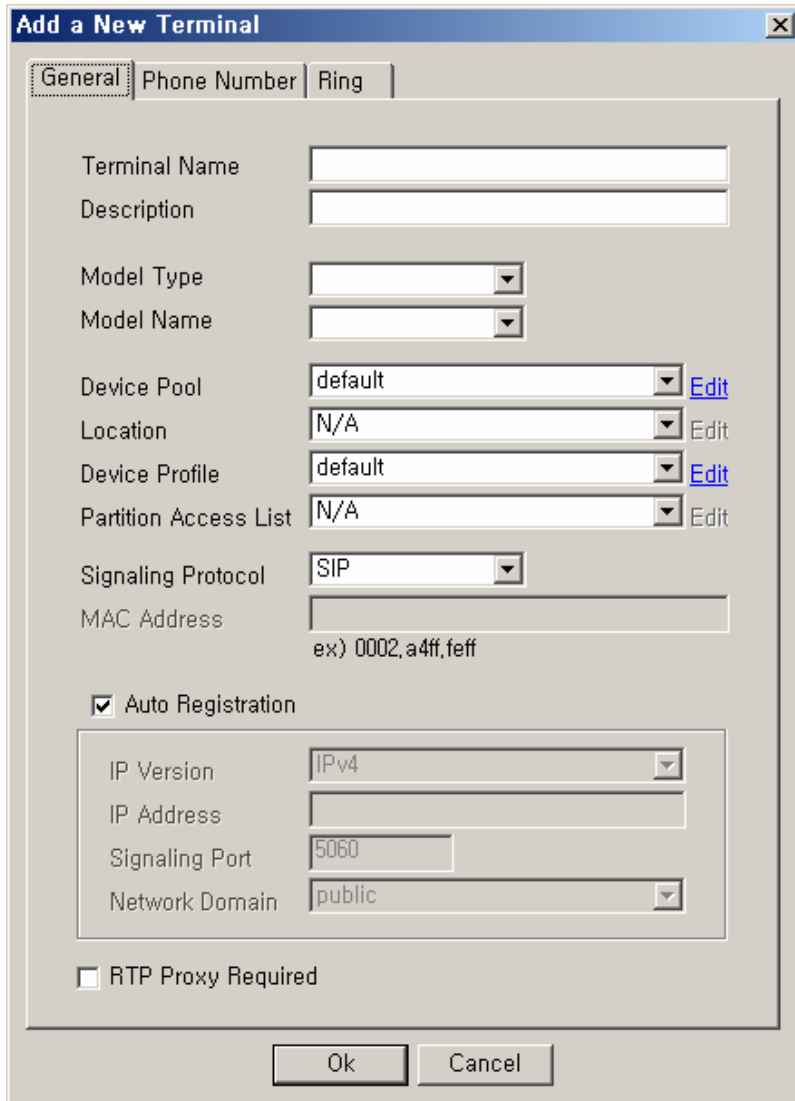 Add a New Terminal
General Phone Number Ring
Terminal Name
Description
Model Type
Model Name
Device Pool default Edit
Location N/A Edit
Device Profile default Edit
Partition Access List N/A Edit
Signaling Protocol SIP
MAC Address
ex) 0002.a4ff.feff
Auto Registration
IP Version IPv4
IP Address
Signaling Port 5060
Network Domain public
RTP Proxy Required
Ok Cancel